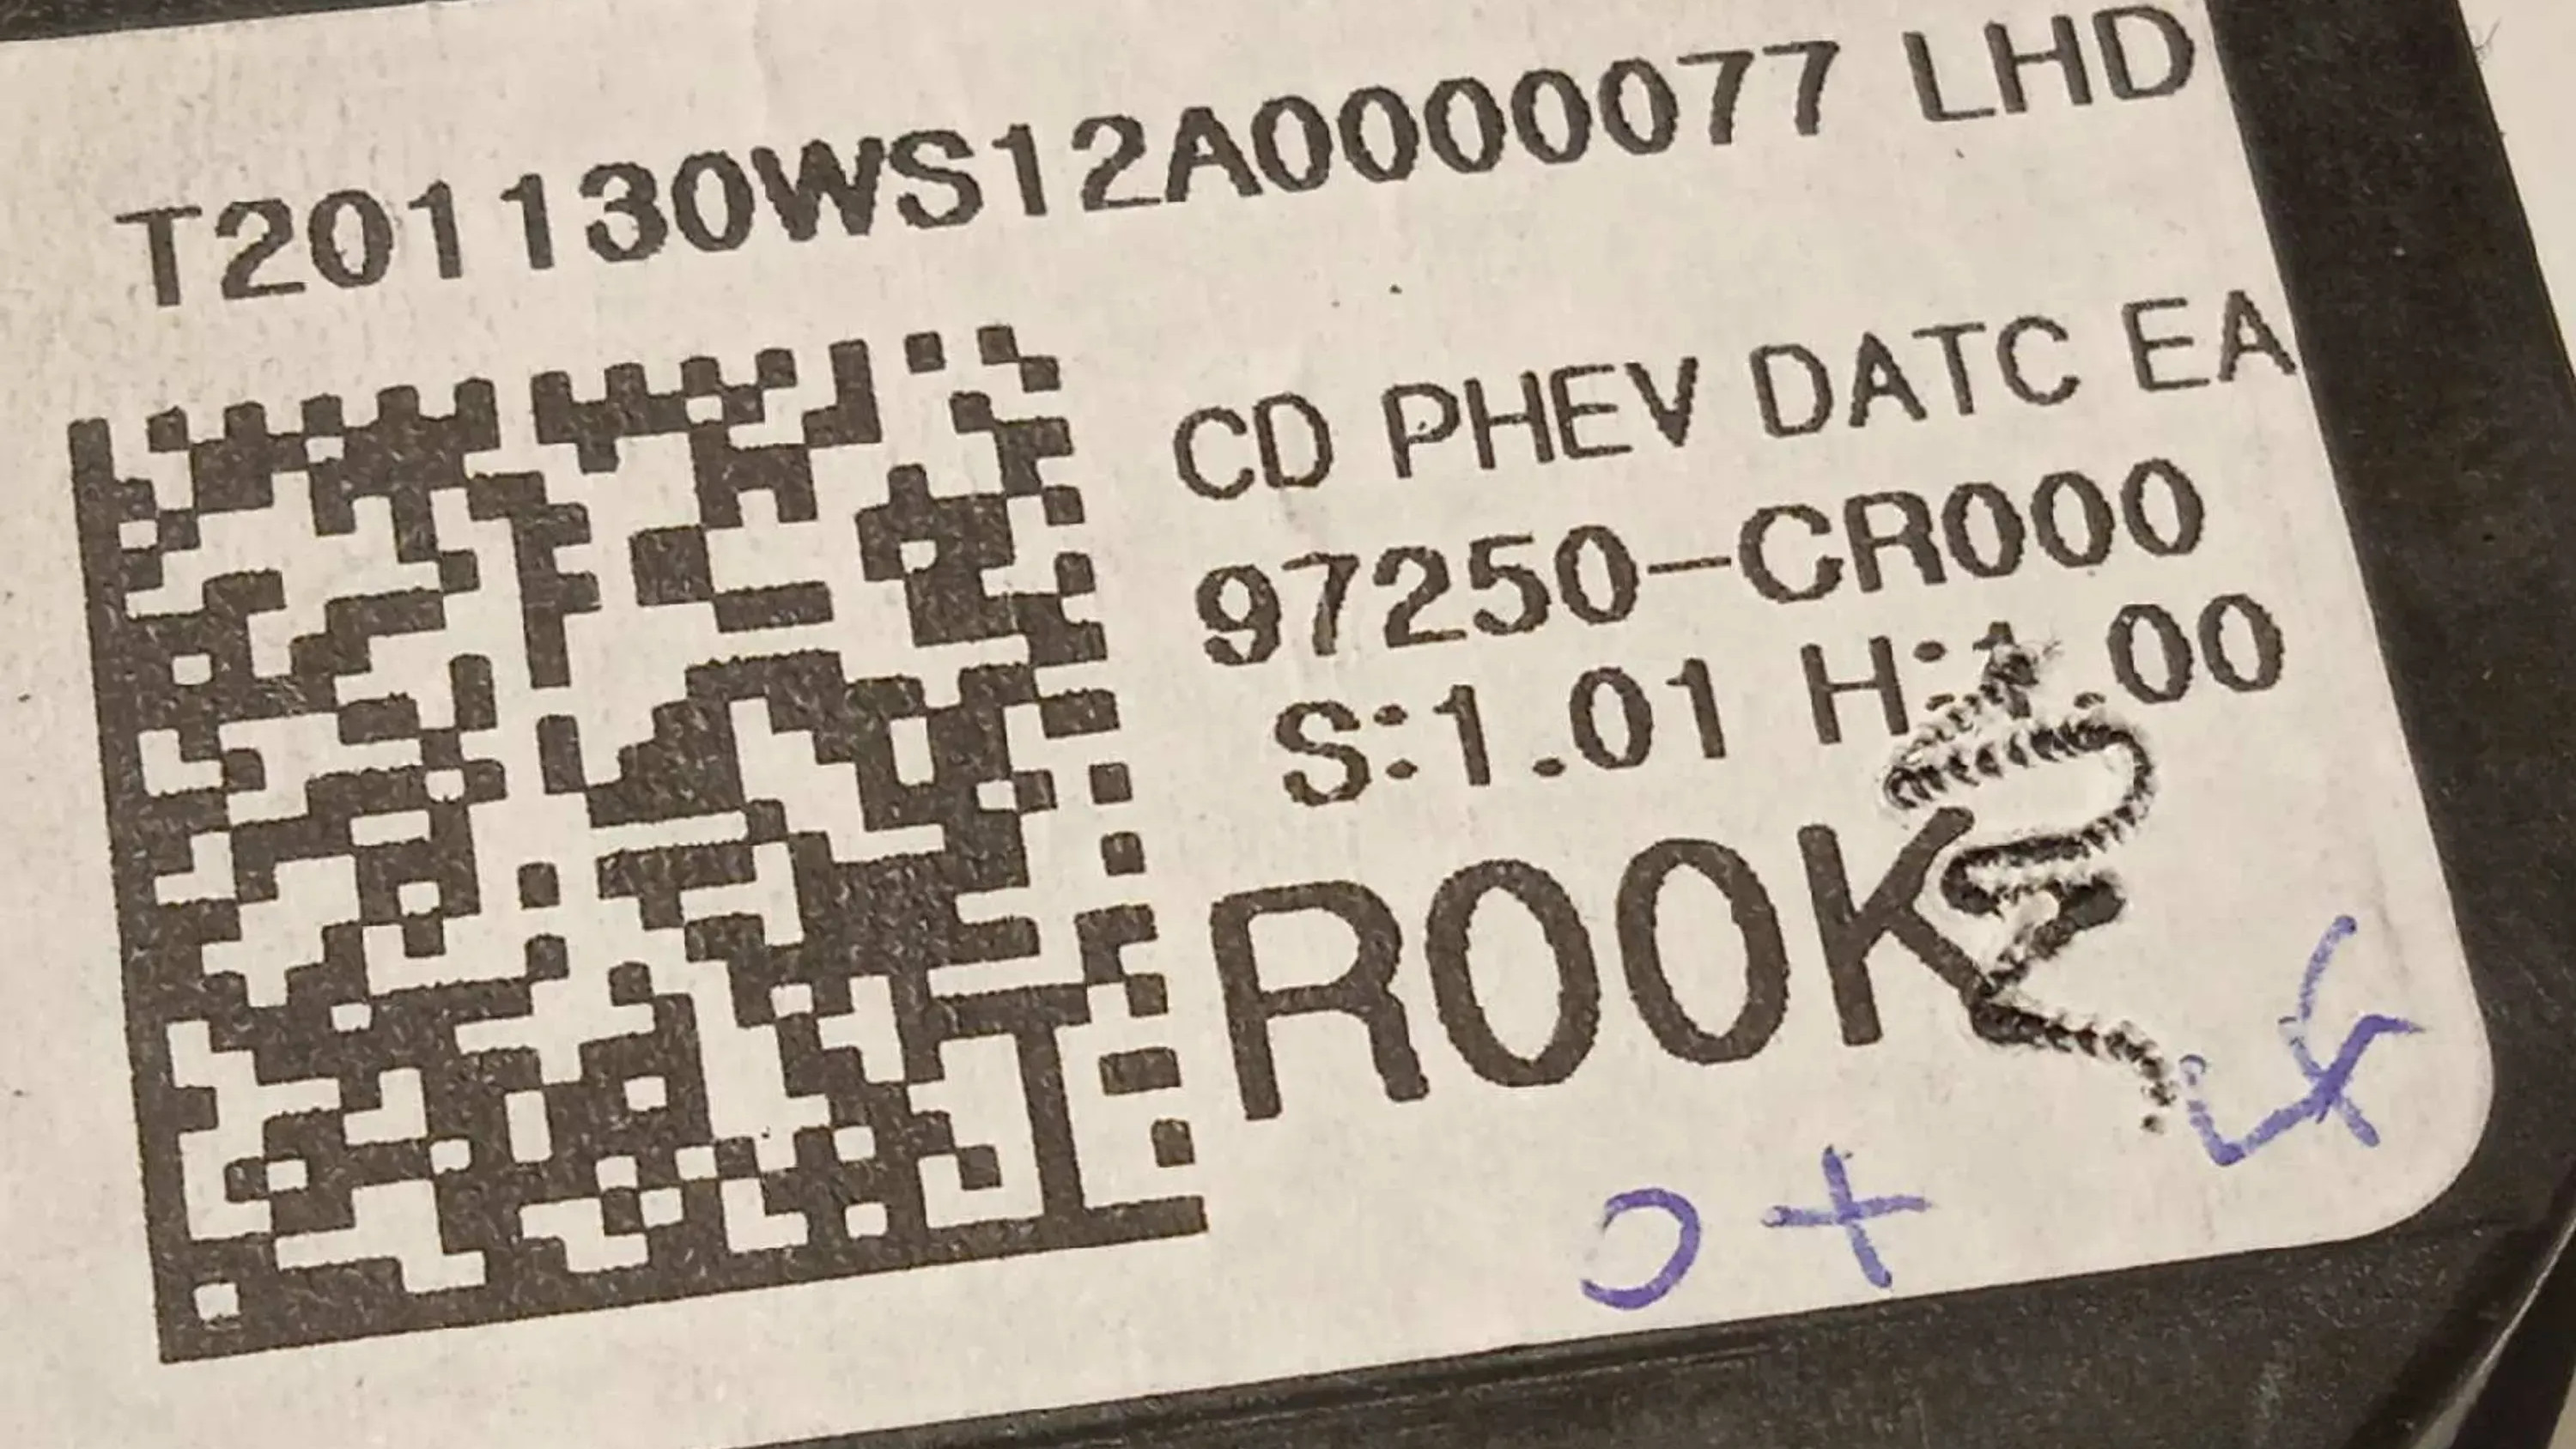 T201130WS12A0000077 LHD
CD PHEV DATC EA
97250-CR000
S:1.01 H:1.00
R00K